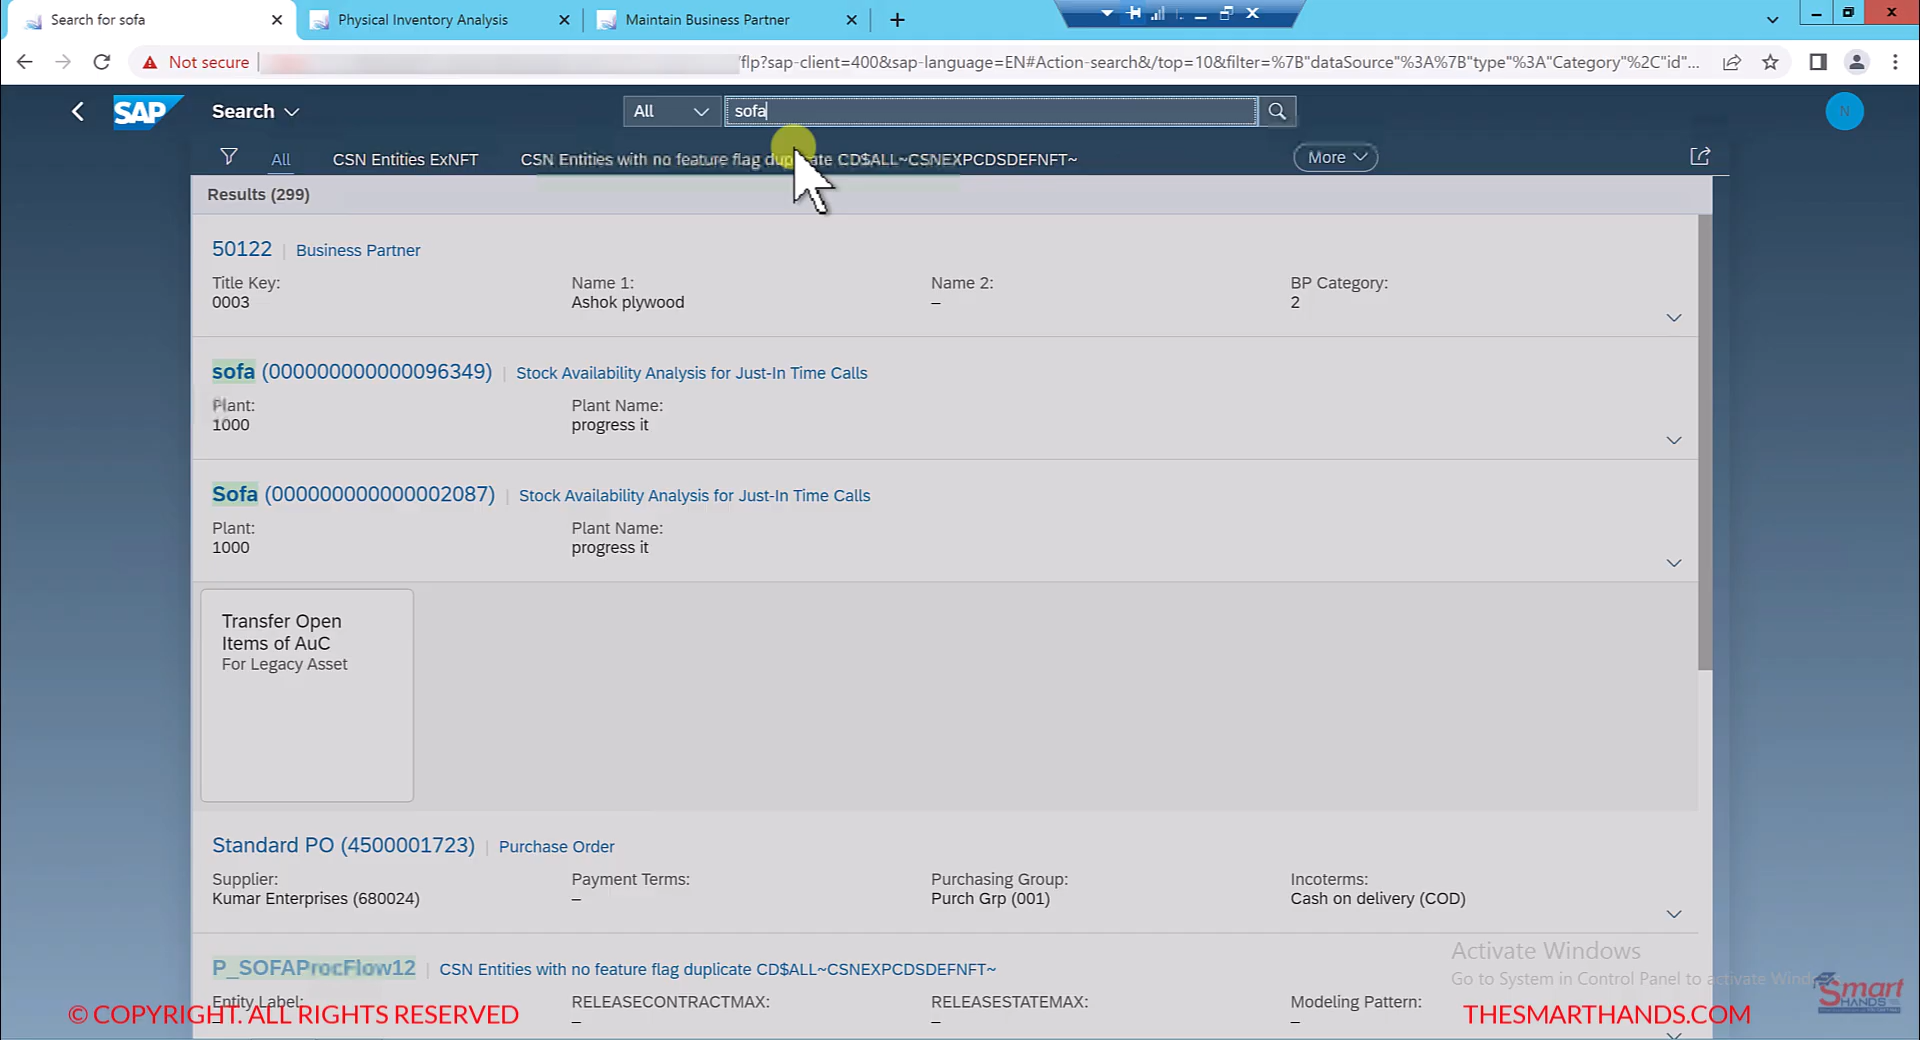 Search for sofa
Physical Inventory Analysis
Maintain Business Partner
Not secure
/flp?sap-client=400&sap-language=EN#Action-search&/top=10&filter=%7B"dataSource"%3A%7B"type"%3A"Category"%2C"id"...
SAP
Search
All
sofa
N
All
CSN Entities ExNFT
CSN Entities with no feature flag duplicate CD$ALL~CSNEXPCDSDEFNFT~
More
Results (299)
50122 | Business Partner
Title Key:
0003
Name 1:
Ashok plywood
Name 2:
–
BP Category:
2
sofa (000000000000096349) | Stock Availability Analysis for Just-In Time Calls
Plant:
1000
Plant Name:
progress it
Sofa (000000000000002087) | Stock Availability Analysis for Just-In Time Calls
Plant:
1000
Plant Name:
progress it
Transfer Open
Items of AuC
For Legacy Asset
Standard PO (4500001723) | Purchase Order
Supplier:
Kumar Enterprises (680024)
Payment Terms:
–
Purchasing Group:
Purch Grp (001)
Incoterms:
Cash on delivery (COD)
P_SOFAProcFlow12 | CSN Entities with no feature flag duplicate CD$ALL~CSNEXPCDSDEFNFT~
Entity Label:
–
RELEASECONTRACTMAX:
–
RELEASESTATEMAX:
–
Modeling Pattern:
–
Activate Windows
Go to System in Control Panel to activate
Smart
HANDS
© COPYRIGHT. ALL RIGHTS RESERVED
THESMARTHANDS.COM